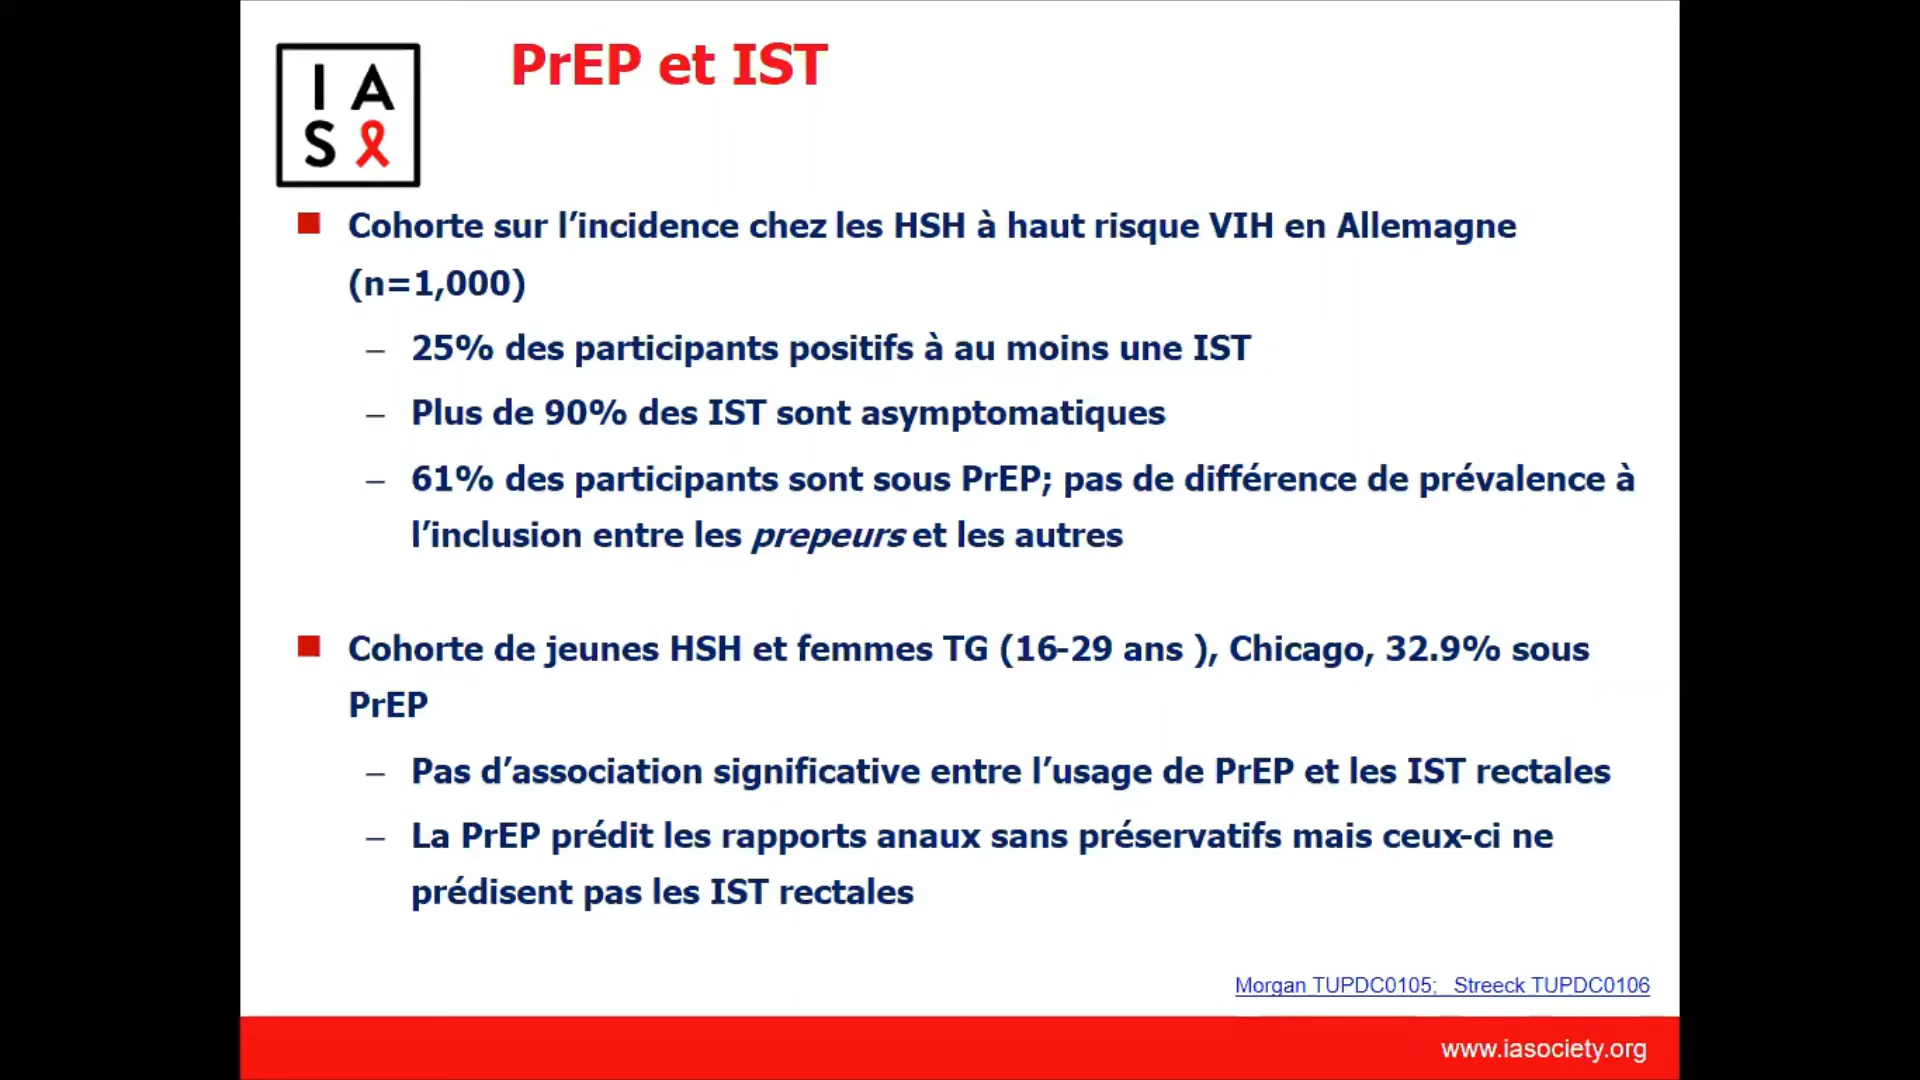 I A
S
PrEP et IST
Cohorte sur l’incidence chez les HSH à haut risque VIH en Allemagne
(n=1,000)
– 25% des participants positifs à au moins une IST
– Plus de 90% des IST sont asymptomatiques
– 61% des participants sont sous PrEP; pas de différence de prévalence à
l’inclusion entre les prepeurs et les autres
Cohorte de jeunes HSH et femmes TG (16-29 ans ), Chicago, 32.9% sous
PrEP
– Pas d’association significative entre l’usage de PrEP et les IST rectales
– La PrEP prédit les rapports anaux sans préservatifs mais ceux-ci ne
prédisent pas les IST rectales
Morgan TUPDC0105; Streeck TUPDC0106
www.iasociety.org